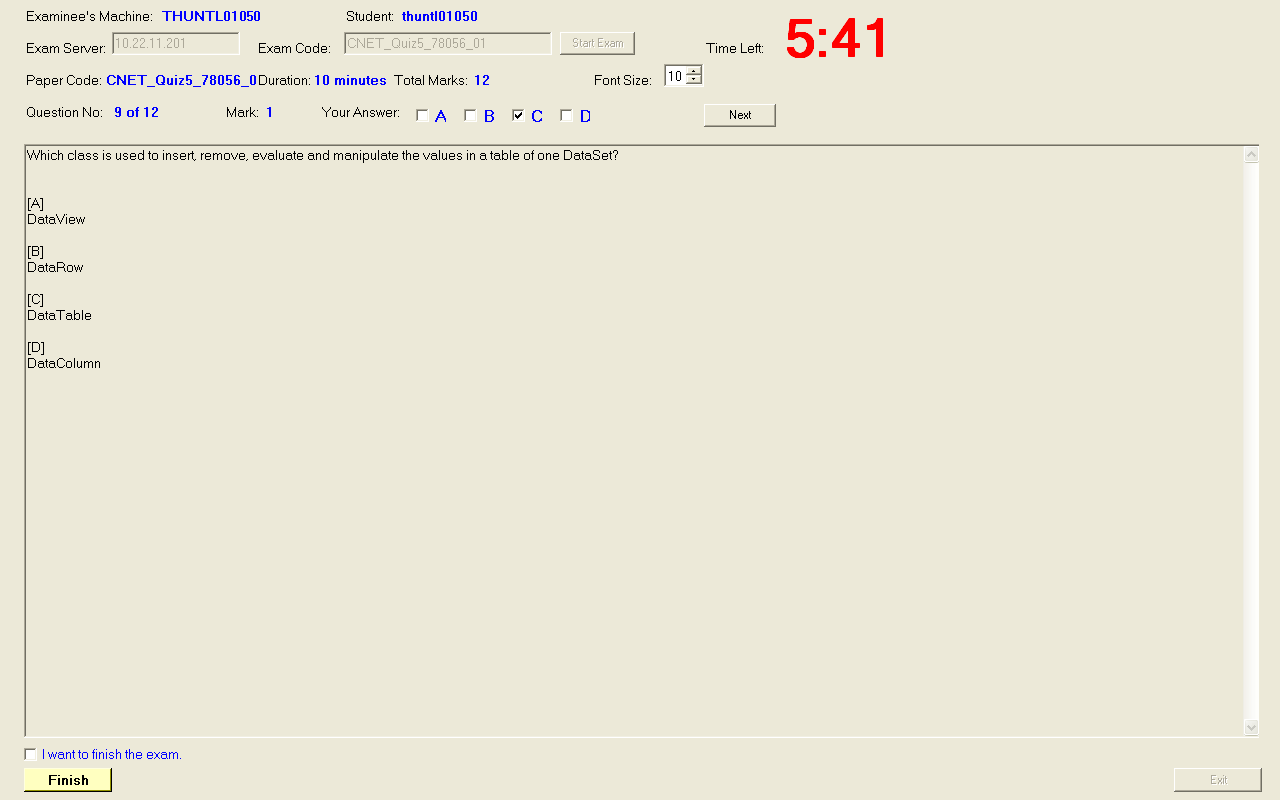 Examinee's Machine: THUNTL01050 Student: thuntl01050
Exam Server: 10.22.11.201 Exam Code: CNET_Quiz5_78056_01 Start Exam Time Left: 5:41
Paper Code: CNET_Quiz5_78056_0 Duration: 10 minutes Total Marks: 12 Font Size: 10
Question No: 9 of 12 Mark: 1 Your Answer: A B C D Next
Which class is used to insert, remove, evaluate and manipulate the values in a table of one DataSet?
[A]
DataView
[B]
DataRow
[C]
DataTable
[D]
DataColumn
I want to finish the exam.
Finish Exit